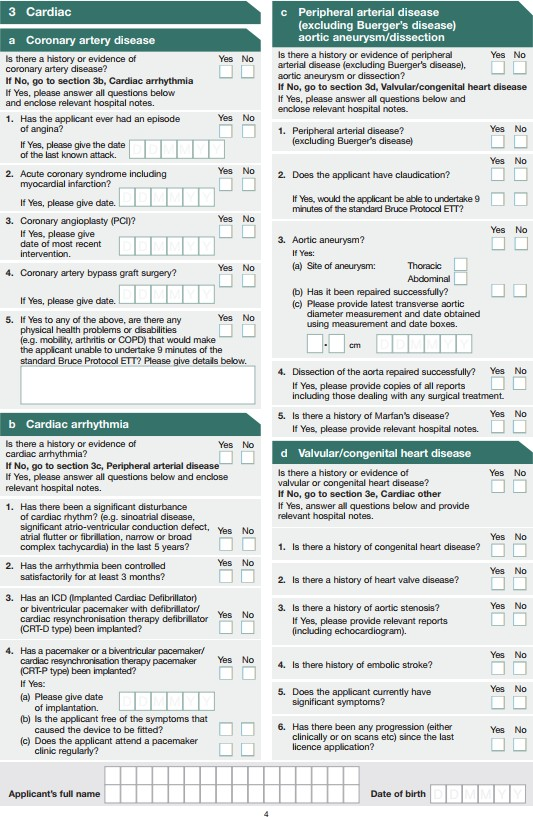 3 Cardiac
a Coronary artery disease
Is there a history or evidence of
coronary artery disease?
Yes No
If No, go to section 3b, Cardiac arrhythmia
If Yes, please answer all questions below
and enclose relevant hospital notes.
1. Has the applicant ever had an episode
of angina?
Yes No
If Yes, please give the date
of the last known attack.
DDMMYY
2. Acute coronary syndrome including
myocardial infarction?
Yes No
If Yes, please give date.
DDMMYY
3. Coronary angioplasty (PCI)?
Yes No
If Yes, please give
date of most recent
intervention.
DDMMYY
4. Coronary artery bypass graft surgery?
Yes No
If Yes, please give date.
DDMMYY
5. If Yes to any of the above, are there any
physical health problems or disabilities
(e.g. mobility, arthritis or COPD) that would make
the applicant unable to undertake 9 minutes of the
standard Bruce Protocol ETT? Please give details below.
Yes No
b Cardiac arrhythmia
Is there a history or evidence of
cardiac arrhythmia?
Yes No
If No, go to section 3c, Peripheral arterial disease
If Yes, please answer all questions below and enclose
relevant hospital notes.
1. Has there been a significant disturbance
of cardiac rhythm? (e.g. sinoatrial disease,
significant atrio-ventricular conduction defect,
atrial flutter or fibrillation, narrow or broad
complex tachycardia) in the last 5 years?
Yes No
2. Has the arrhythmia been controlled
satisfactorily for at least 3 months?
Yes No
3. Has an ICD (Implanted Cardiac Defibrillator)
or biventricular pacemaker with defibrillator/
cardiac resynchronisation therapy defibrillator
(CRT-D type) been implanted?
Yes No
4. Has a pacemaker or a biventricular pacemaker/
cardiac resynchronisation therapy pacemaker
(CRT-P type) been implanted?
Yes No
If Yes:
(a) Please give date
of implantation.
DDMMYY
(b) Is the applicant free of the symptoms that
caused the device to be fitted?
(c) Does the applicant attend a pacemaker
clinic regularly?
c Peripheral arterial disease
(excluding Buerger's disease)
aortic aneurysm/dissection
Is there a history or evidence of peripheral
arterial disease (excluding Buerger's disease),
aortic aneurysm or dissection?
Yes No
If No, go to section 3d, Valvular/congenital heart disease
If Yes, please answer all questions below and
enclose relevant hospital notes.
1. Peripheral arterial disease?
(excluding Buerger's disease)
Yes No
2. Does the applicant have claudication?
Yes No
If Yes, would the applicant be able to undertake 9
minutes of the standard Bruce Protocol ETT?
3. Aortic aneurysm?
Yes No
If Yes:
(a) Site of aneurysm: Thoracic
Abdominal
(b) Has it been repaired successfully?
(c) Please provide latest transverse aortic
diameter measurement and date obtained
using measurement and date boxes.
. cm DDMMYY
4. Dissection of the aorta repaired successfully?
Yes No
If Yes, please provide copies of all reports
including those dealing with any surgical treatment.
5. Is there a history of Marfan's disease?
Yes No
If Yes, please provide relevant hospital notes.
d Valvular/congenital heart disease
Is there a history or evidence of
valvular or congenital heart disease?
Yes No
If No, go to section 3e, Cardiac other
If Yes, answer all questions below and provide
relevant hospital notes.
1. Is there a history of congenital heart disease?
Yes No
2. Is there a history of heart valve disease?
Yes No
3. Is there a history of aortic stenosis?
Yes No
If Yes, please provide relevant reports
(including echocardiogram).
4. Is there history of embolic stroke?
Yes No
5. Does the applicant currently have
significant symptoms?
Yes No
6. Has there been any progression (either
clinically or on scans etc) since the last
licence application?
Yes No
Applicant's full name
Date of birth DDMMYY
4